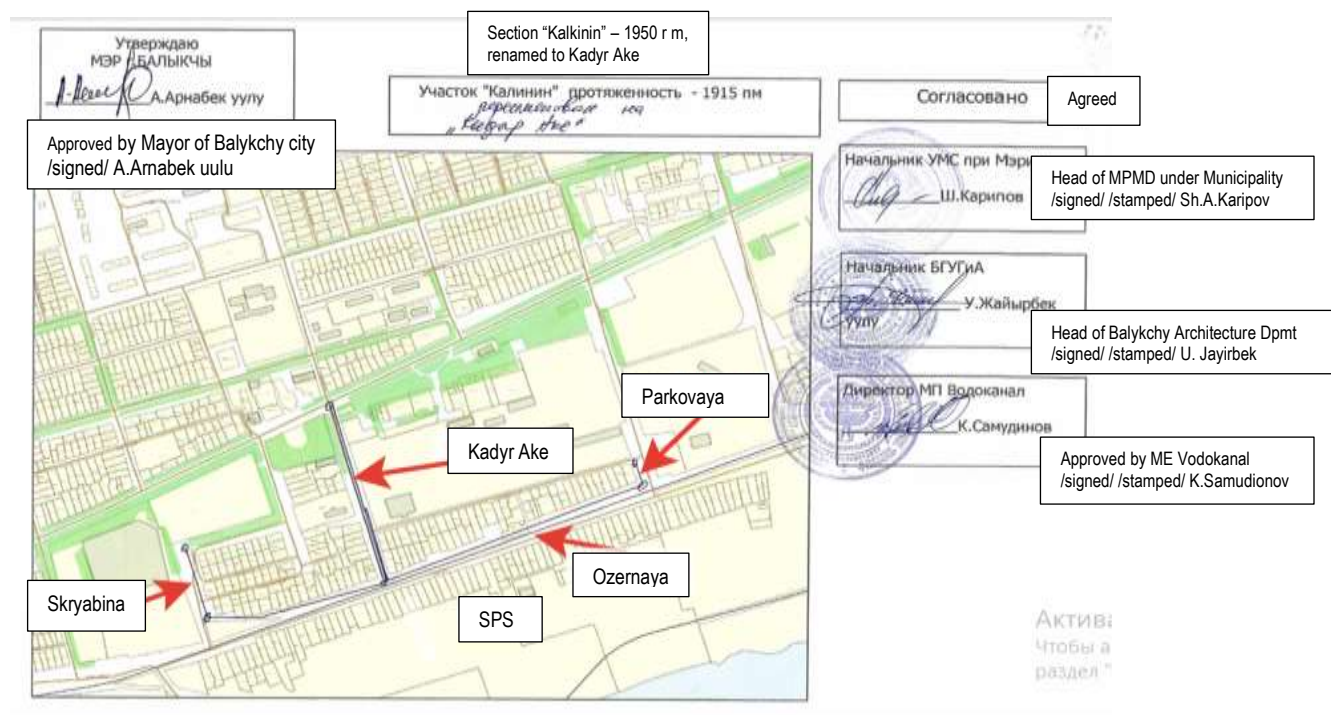 Утверждаю
МЭР Г.БАЛЫКЧЫ
А.Арнабек уулу
Approved by Mayor of Balykchy city
/signed/ A.Arnabek uulu
Section “Kalkinin” – 1950 r m,
renamed to Kadyr Ake
Участок "Калинин" протяженность - 1915 пм
переименован на
"Кадыр Аке"
Согласовано
Agreed
Начальник УМС при Мэри
Ш.Карипов
Head of MPMD under Municipality
/signed/ /stamped/ Sh.A.Karipov
Начальник БГУГиА
У.Жайырбек
уулу
Head of Balykchy Architecture Dpmt
/signed/ /stamped/ U. Jayirbek
Директор МП Водоканал
К.Самудинов
Approved by ME Vodokanal
/signed/ /stamped/ K.Samudionov
Parkovaya
Kadyr Ake
Ozernaya
Skryabina
SPS
Актива
Чтобы а
раздел "